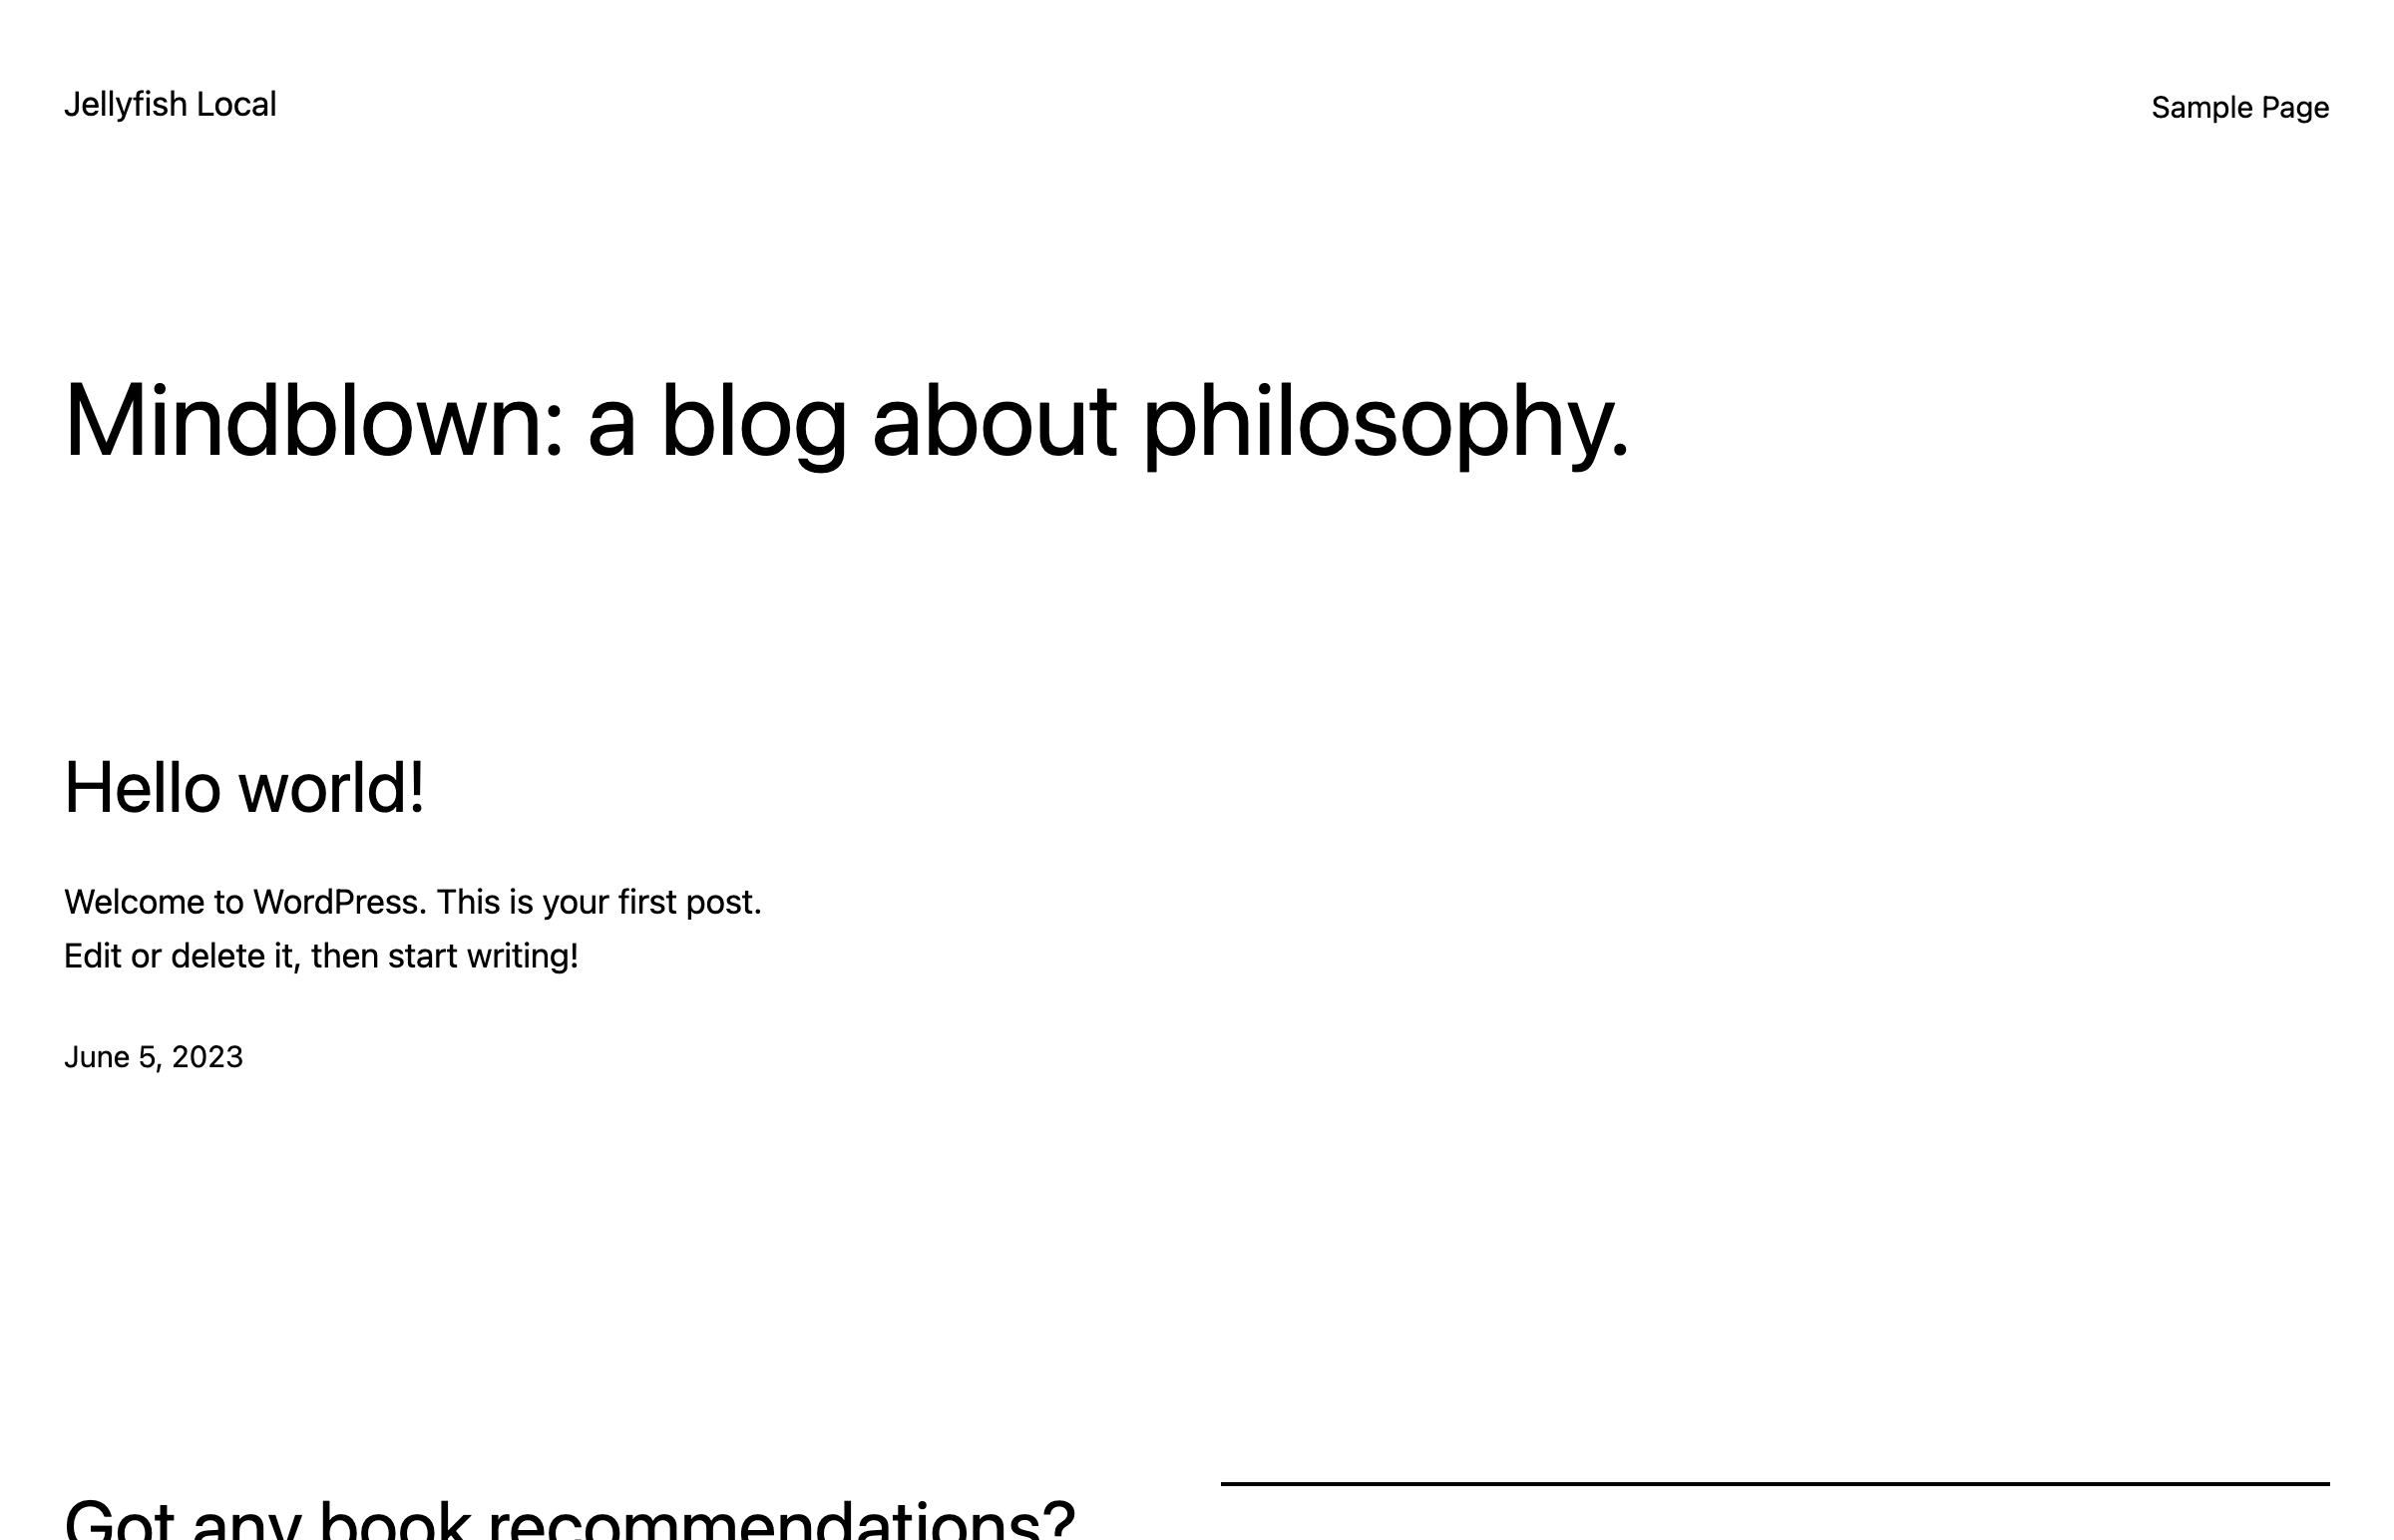 Jellyfish Local
Sample Page
Mindblown: a blog about philosophy.
Hello world!
Welcome to WordPress. This is your first post.
Edit or delete it, then start writing!
June 5, 2023
Got any book recommendations?